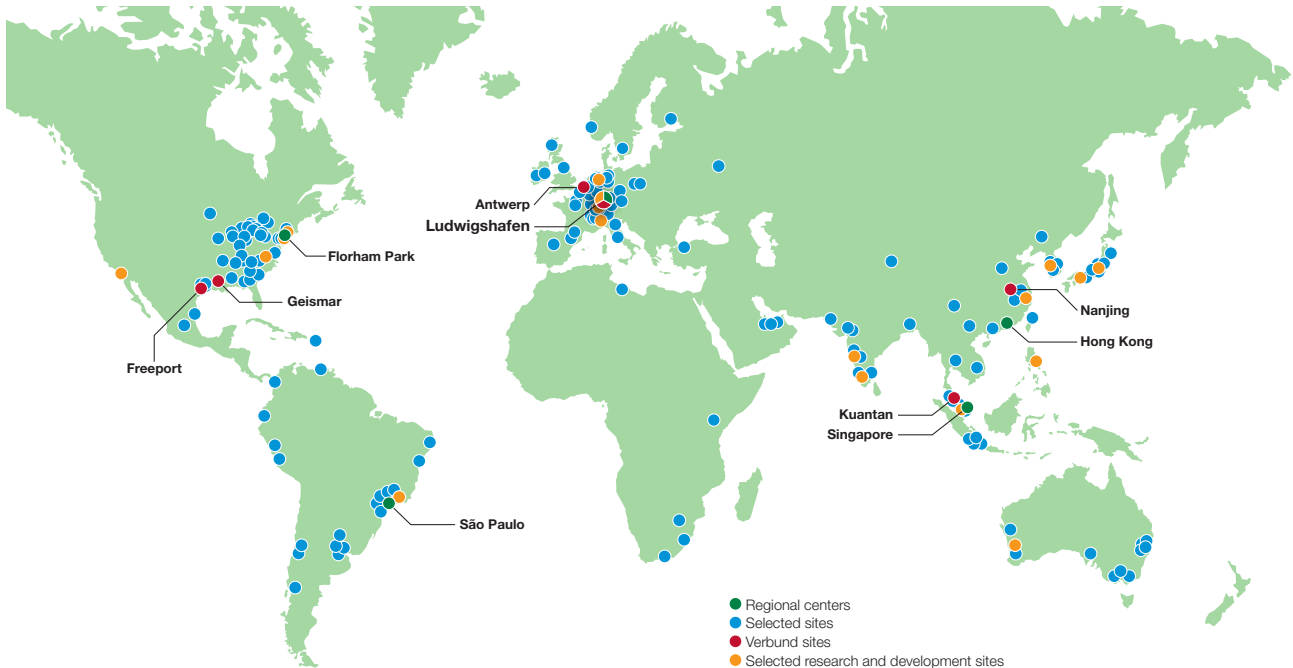 Antwerp
Ludwigshafen
Florham Park
Geismar
Freeport
Nanjing
Hong Kong
Kuantan
Singapore
São Paulo
Regional centers
Selected sites
Verbund sites
Selected research and development sites